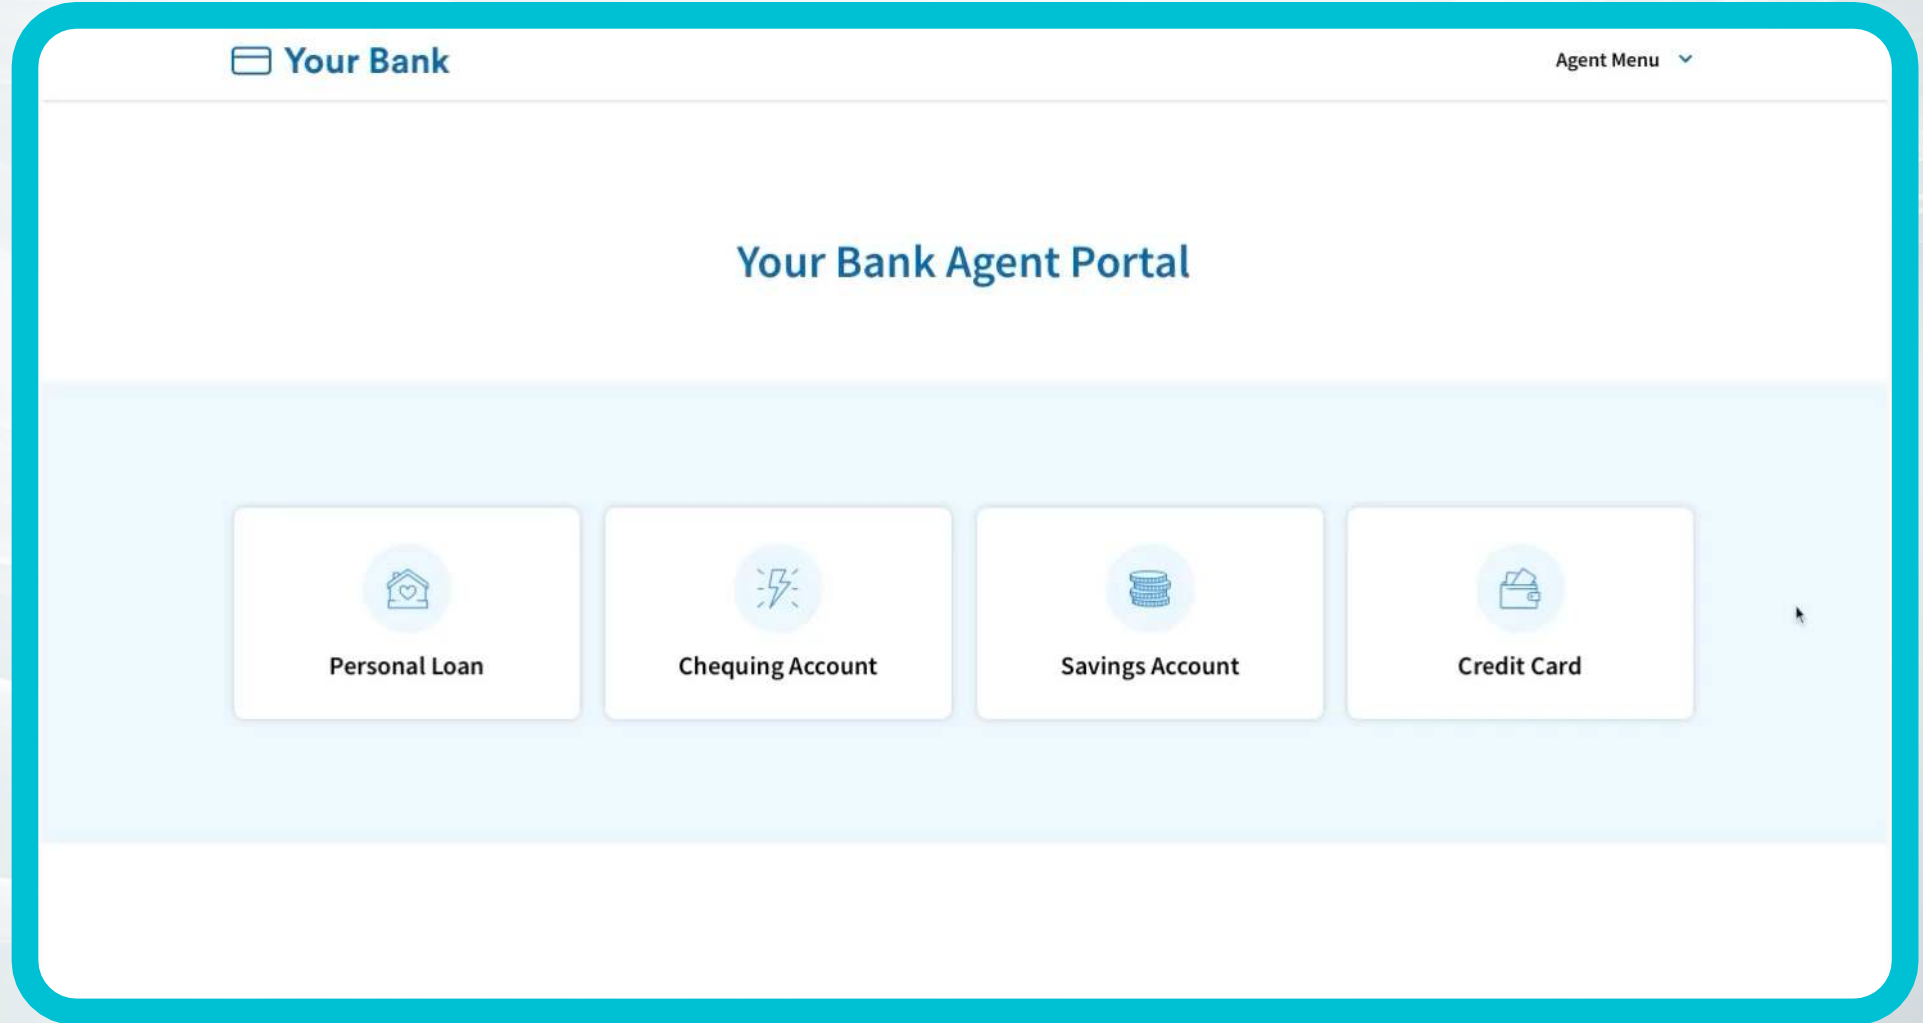 Your Bank
Agent Menu
Your Bank Agent Portal
Personal Loan
Chequing Account
Savings Account
Credit Card